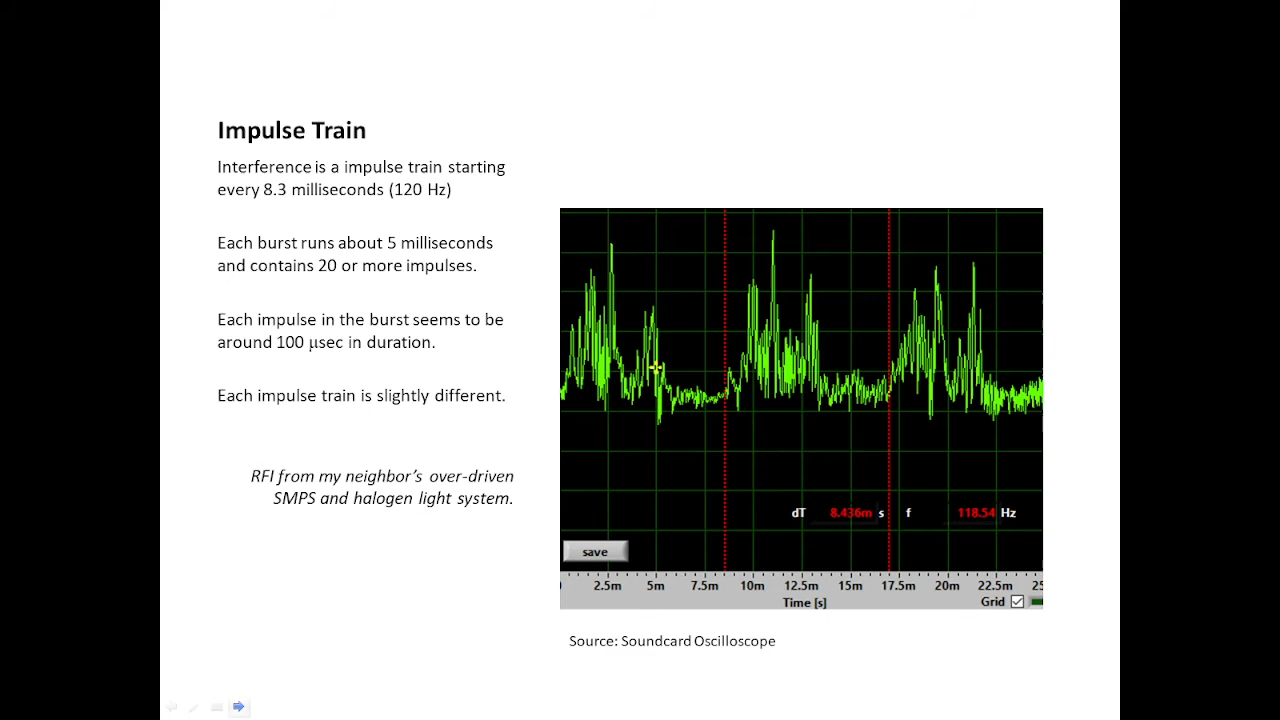 Impulse Train
Interference is a impulse train starting
every 8.3 milliseconds (120 Hz)
Each burst runs about 5 milliseconds
and contains 20 or more impulses.
Each impulse in the burst seems to be
around 100 µsec in duration.
Each impulse train is slightly different.
RFI from my neighbor's over-driven
SMPS and halogen light system.
dT 8.436m s f 118.54 Hz
save
2.5m 5m 7.5m 10m 12.5m 15m 17.5m 20m 22.5m 25
Time [s] Grid
Source: Soundcard Oscilloscope